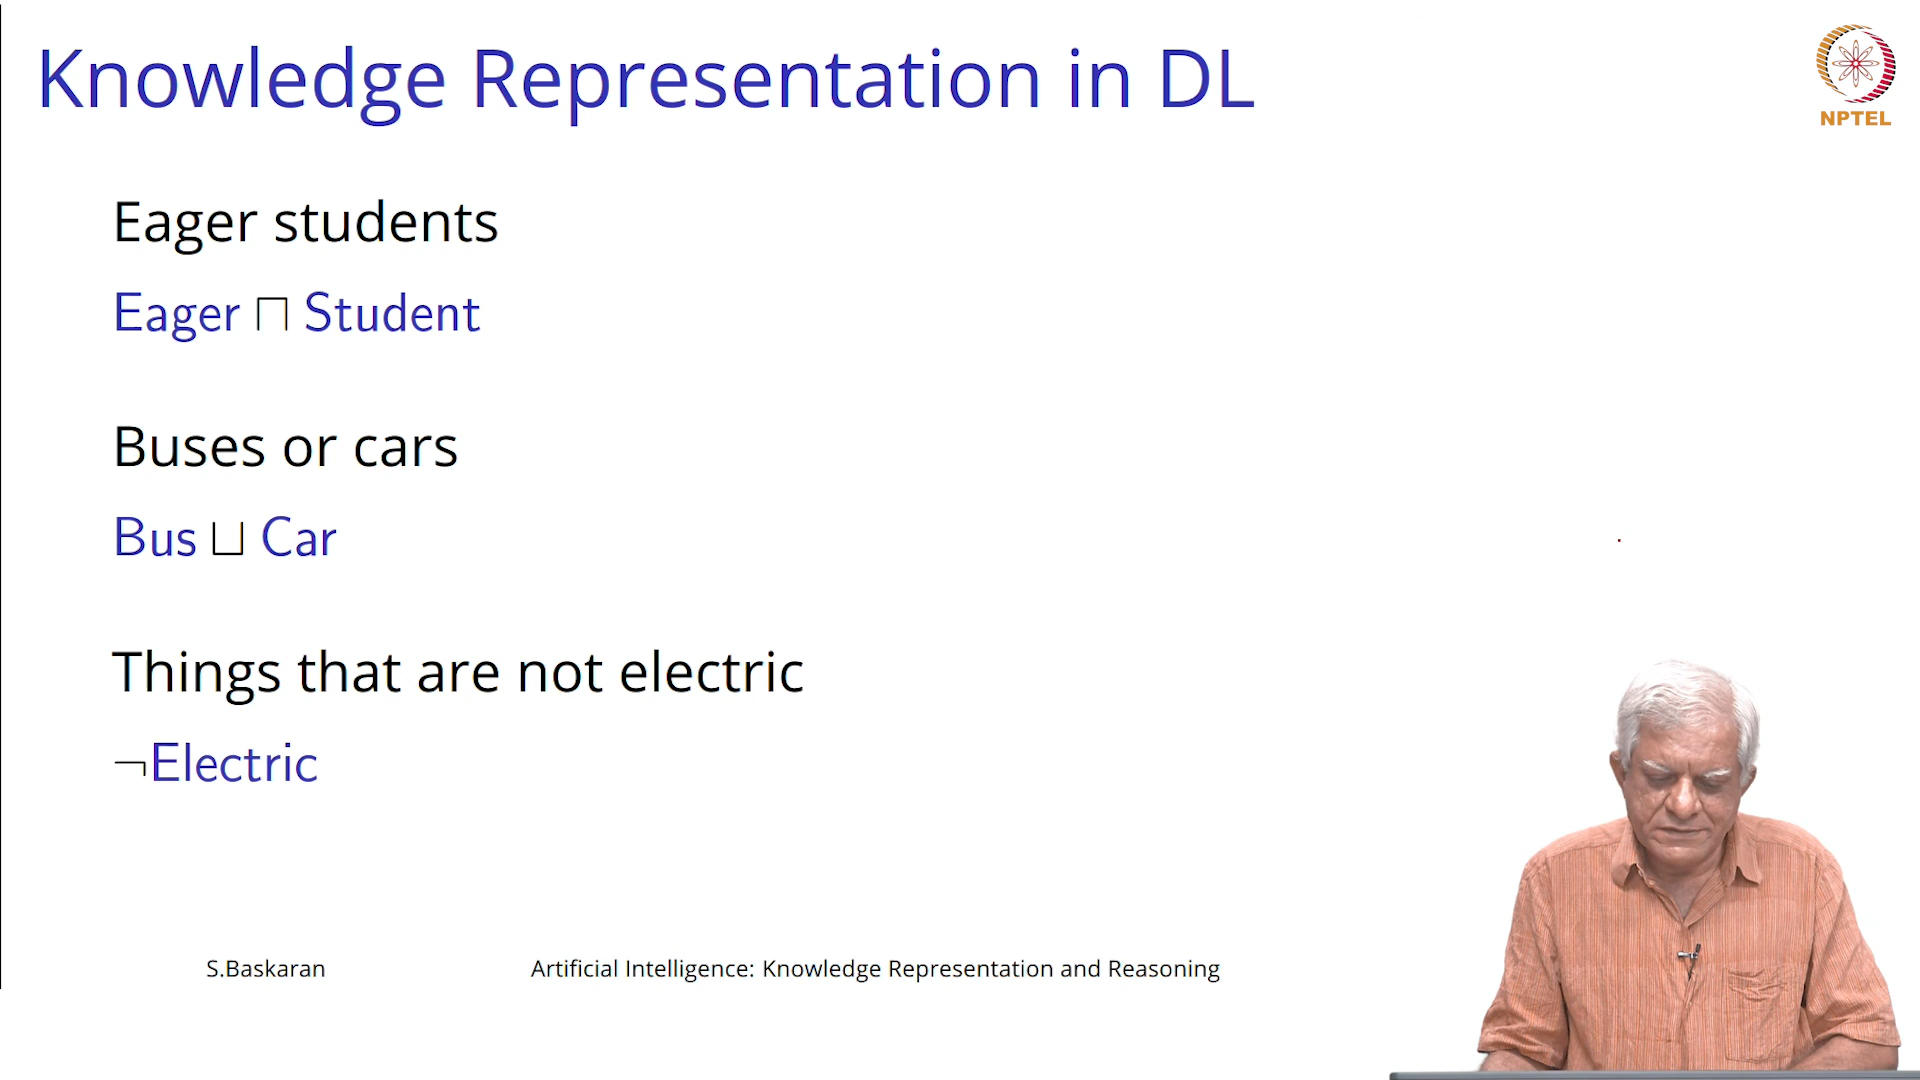 Knowledge Representation in DL
NPTEL
Eager students
Eager ⊓ Student
Buses or cars
Bus ⊔ Car
Things that are not electric
¬Electric
S.Baskaran
Artificial Intelligence: Knowledge Representation and Reasoning